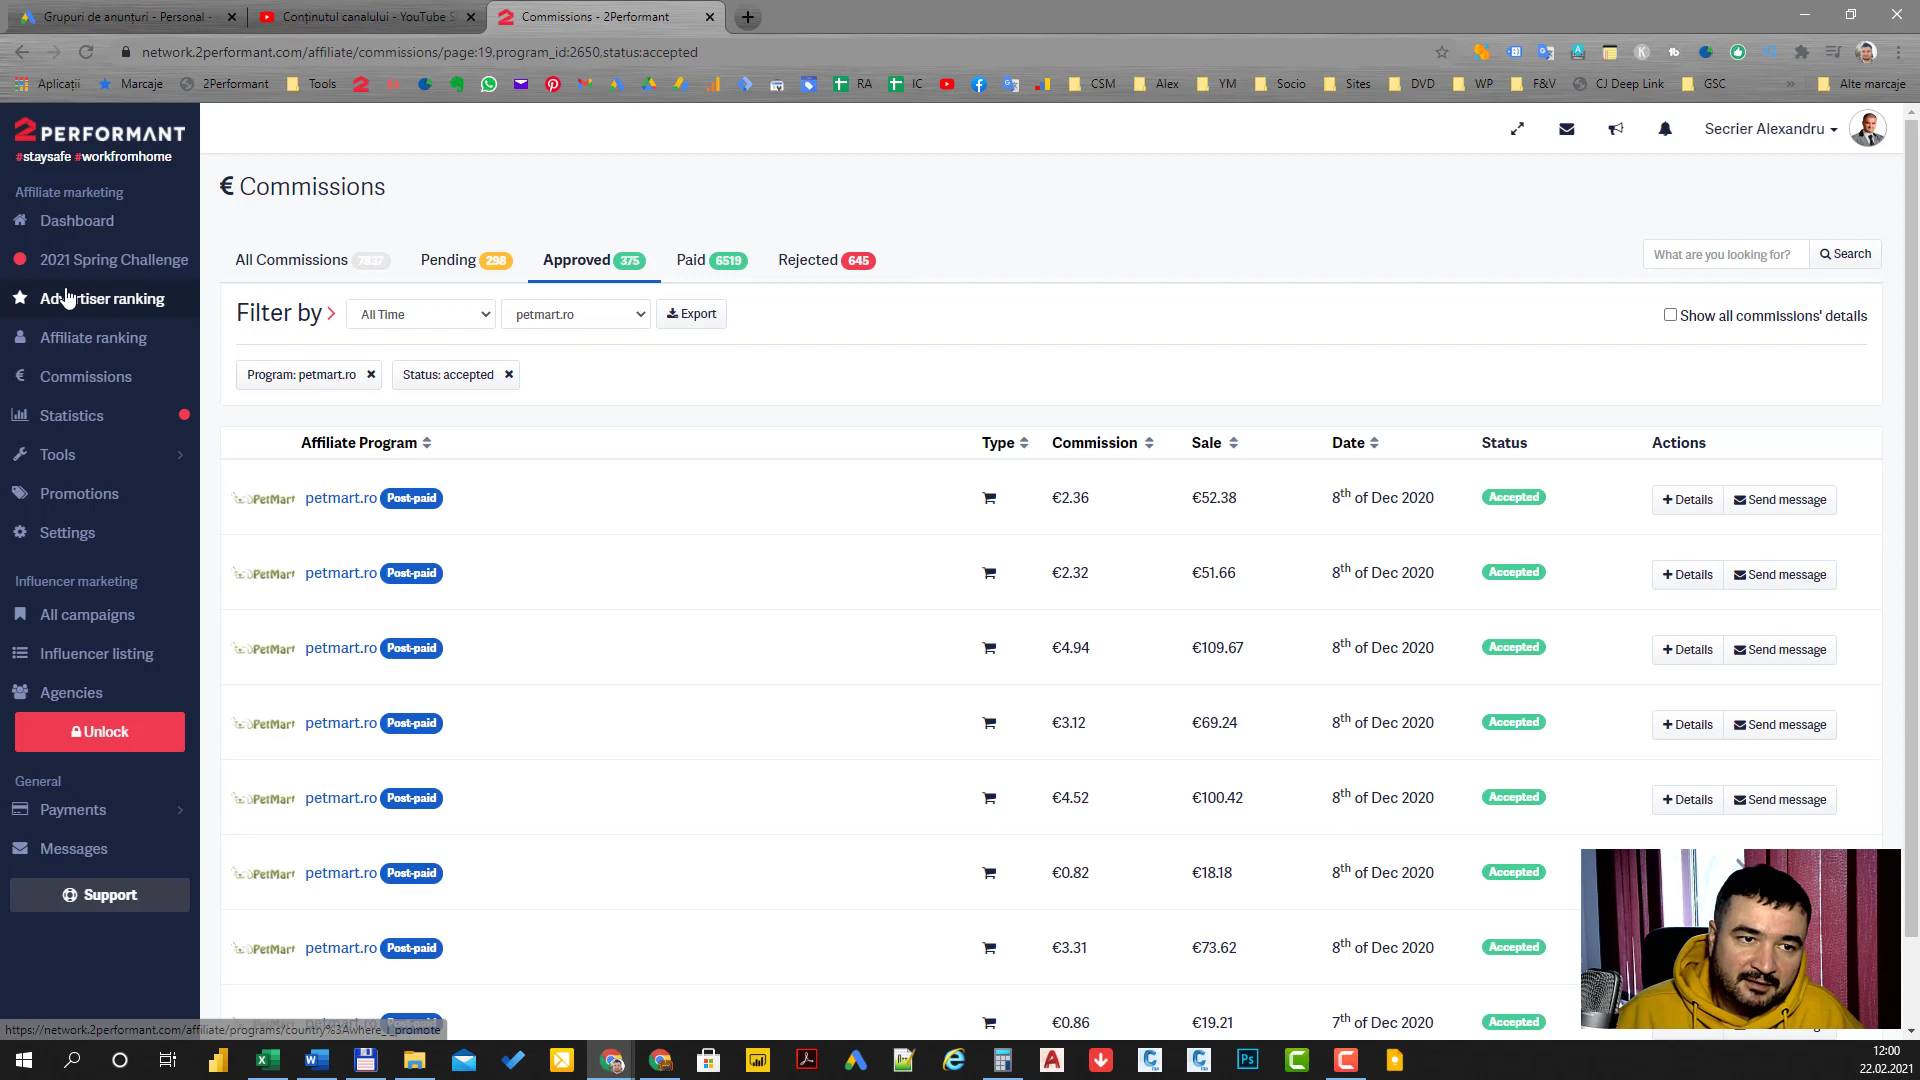 Grupuri de anunțuri - Personal -
Conținutul canalului - YouTube S
Commissions - 2Performant
network.2performant.com/affiliate/commissions/page:19,program_id:2650,status:accepted
Aplicații
Marcaje
2Performant
Tools
RA
IC
CSM
Alex
YM
Socio
Sites
DVD
WP
F&V
CJ Deep Link
GSC
Alte marcaje
2PERFORMANT
#staysafe #workfromhome
Secrier Alexandru
Affiliate marketing
Dashboard
2021 Spring Challenge
Advertiser ranking
Affiliate ranking
Commissions
Statistics
Tools
Promotions
Settings
Influencer marketing
All campaigns
Influencer listing
Agencies
Unlock
General
Payments
Messages
Support
€ Commissions
All Commissions 7837
Pending 298
Approved 375
Paid 6519
Rejected 645
What are you looking for?
Search
Filter by
All Time
petmart.ro
Export
Show all commissions' details
Program: petmart.ro ×
Status: accepted ×
Affiliate Program Type Commission Sale Date Status Actions
PetMart petmart.ro Post-paid €2.36 €52.38 8th of Dec 2020 Accepted + Details Send message
PetMart petmart.ro Post-paid €2.32 €51.66 8th of Dec 2020 Accepted + Details Send message
PetMart petmart.ro Post-paid €4.94 €109.67 8th of Dec 2020 Accepted + Details Send message
PetMart petmart.ro Post-paid €3.12 €69.24 8th of Dec 2020 Accepted + Details Send message
PetMart petmart.ro Post-paid €4.52 €100.42 8th of Dec 2020 Accepted + Details Send message
PetMart petmart.ro Post-paid €0.82 €18.18 8th of Dec 2020 Accepted
PetMart petmart.ro Post-paid €3.31 €73.62 8th of Dec 2020 Accepted
€0.86 €19.21 7th of Dec 2020 Accepted
https://network.2performant.com/affiliate/programs/country%3Awhere_I_promote
12:00
22.02.2021